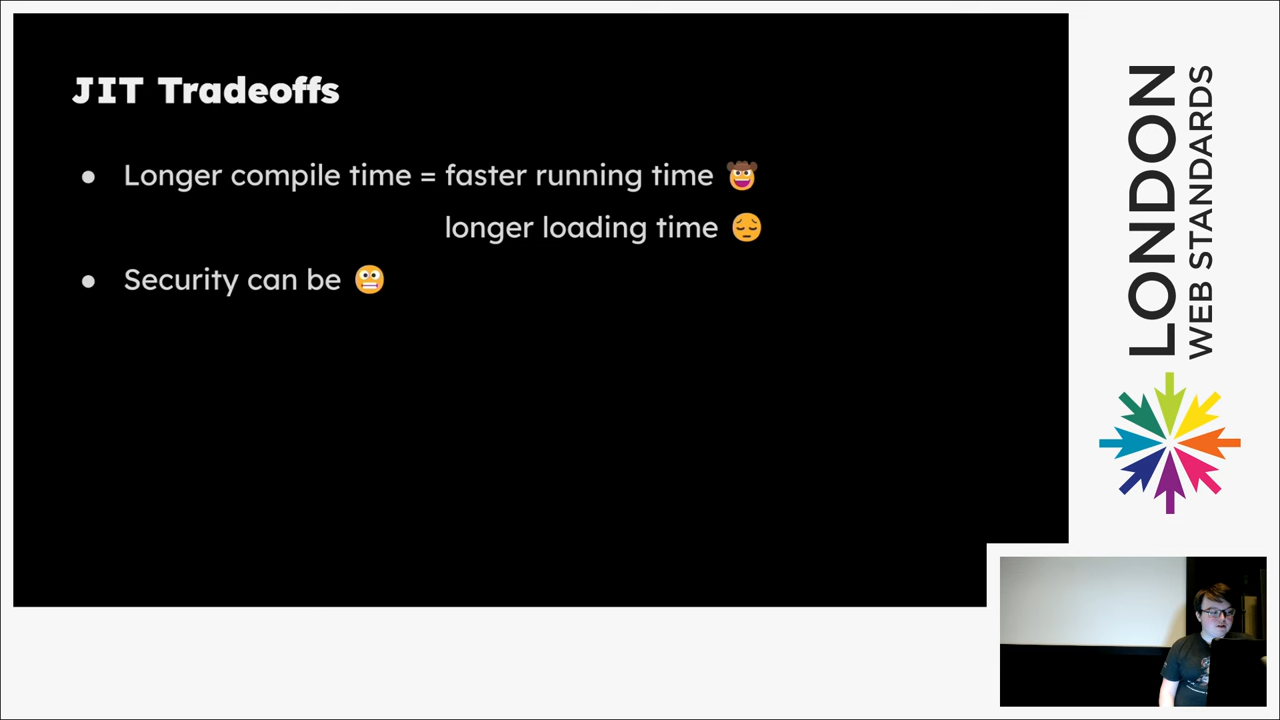 JIT Tradeoffs
● Longer compile time = faster running time 🤠
longer loading time 😔
● Security can be 😬
LONDON
WEB STANDARDS